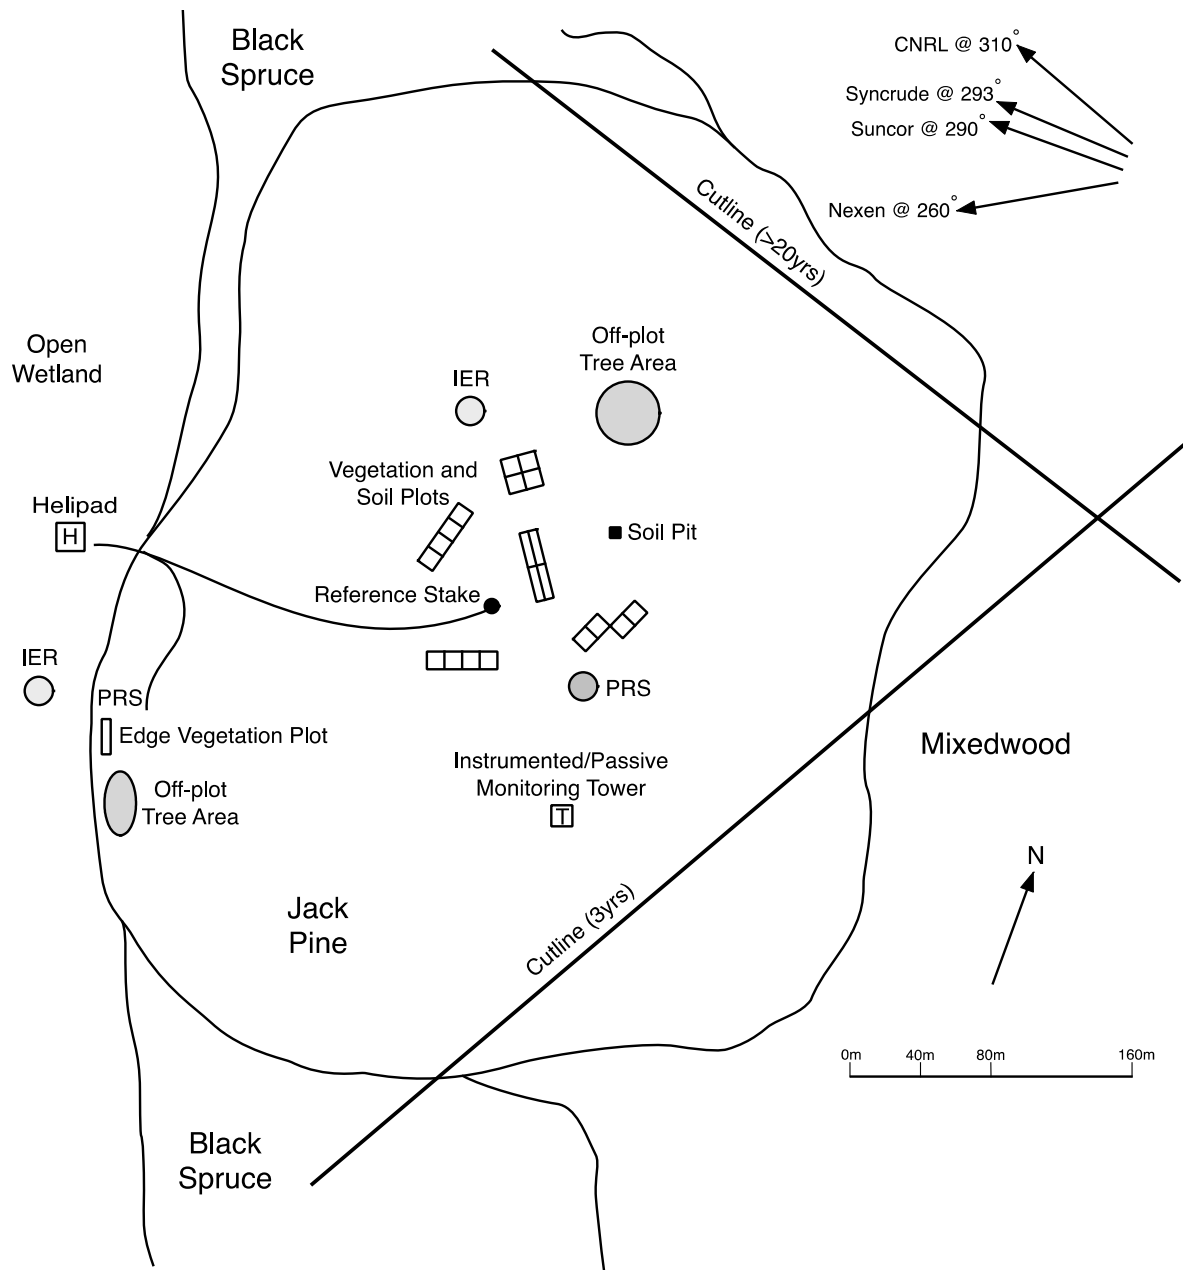 Black
Spruce
CNRL @ 310°
Syncrude @ 293°
Suncor @ 290°
Nexen @ 260°
Cutline (>20yrs)
Off-plot
Tree Area
Open
Wetland
IER
Vegetation and
Soil Plots
Helipad
H
Soil Pit
Reference Stake
IER
PRS
PRS
Edge Vegetation Plot
Mixedwood
Instrumented/Passive
Monitoring Tower
T
Off-plot
Tree Area
N
Jack
Pine
Cutline (3yrs)
0m 40m 80m 160m
Black
Spruce